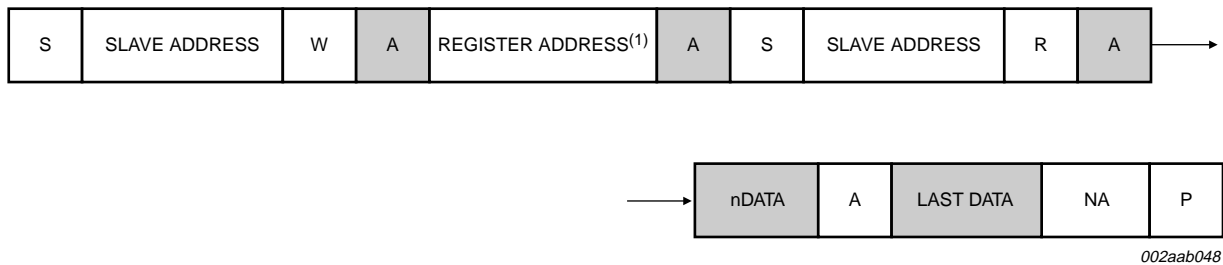 S SLAVE ADDRESS W A REGISTER ADDRESS(1) A S SLAVE ADDRESS R A
nDATA A LAST DATA NA P
002aab048